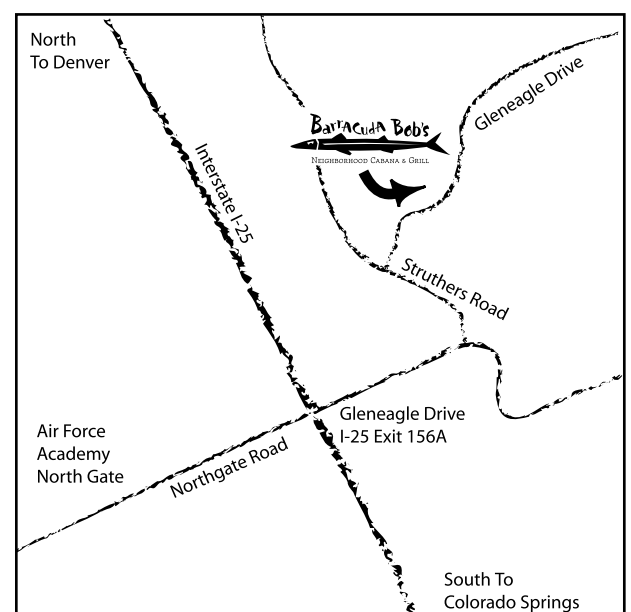 North
To Denver
Gleneagle Drive
BarrAcudA Bob's
Neighborhood Cabana & Grill
Interstate I-25
Struthers Road
Gleneagle Drive
I-25 Exit 156A
Air Force
Academy
North Gate
Northgate Road
South To
Colorado Springs